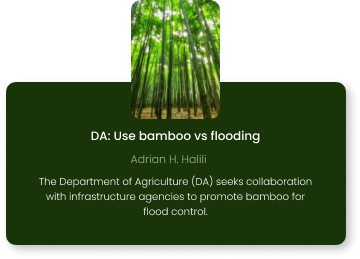 DA: Use bamboo vs flooding
Adrian H. Halili
The Department of Agriculture (DA) seeks collaboration
with infrastructure agencies to promote bamboo for
flood control.